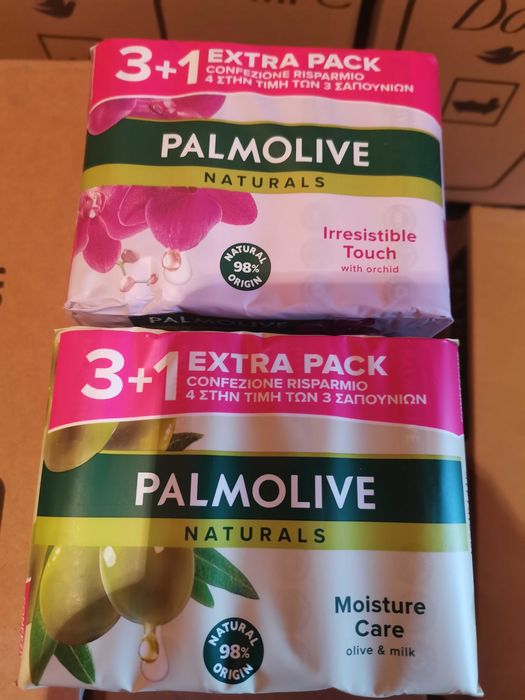 3+1 EXTRA PACK
CONFEZIONE RISPARMIO
4 ΣΤΗΝ ΤΙΜΗ ΤΩΝ 3 ΣΑΠΟΥΝΙΩΝ
PALMOLIVE
NATURALS
Irresistible
Touch
with orchid
NATURAL
98%
ORIGIN
PALMOLIVE
3+1 EXTRA PACK
CONFEZIONE RISPARMIO
4 ΣΤΗΝ ΤΙΜΗ ΤΩΝ 3 ΣΑΠΟΥΝΙΩΝ
PALMOLIVE
NATURALS
Moisture
Care
olive & milk
NATURAL
98%
ORIGIN